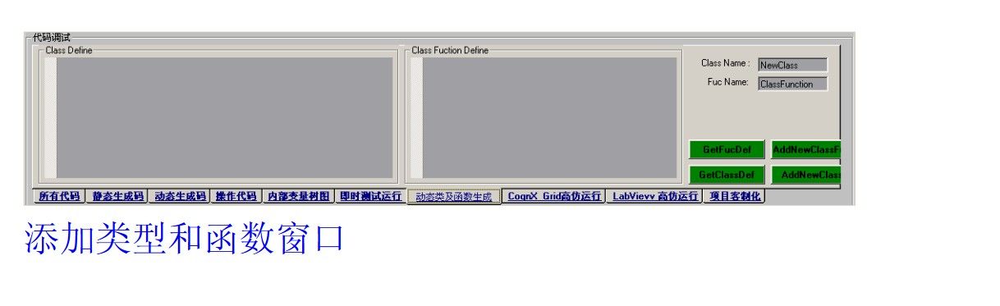 代码调试
Class Define
Class Fuction Define
Class Name : NewClass
Fuc Name: ClassFunction
GetFucDef AddNewClassF
GetClassDef AddNewClass
所有代码 静态生成码 动态生成码 操作代码 内部变量树图 即时测试运行 动态类及函数生成 CognX Grid高仿运行 LabVievv 高仿运行 项目客制化
添加类型和函数窗口